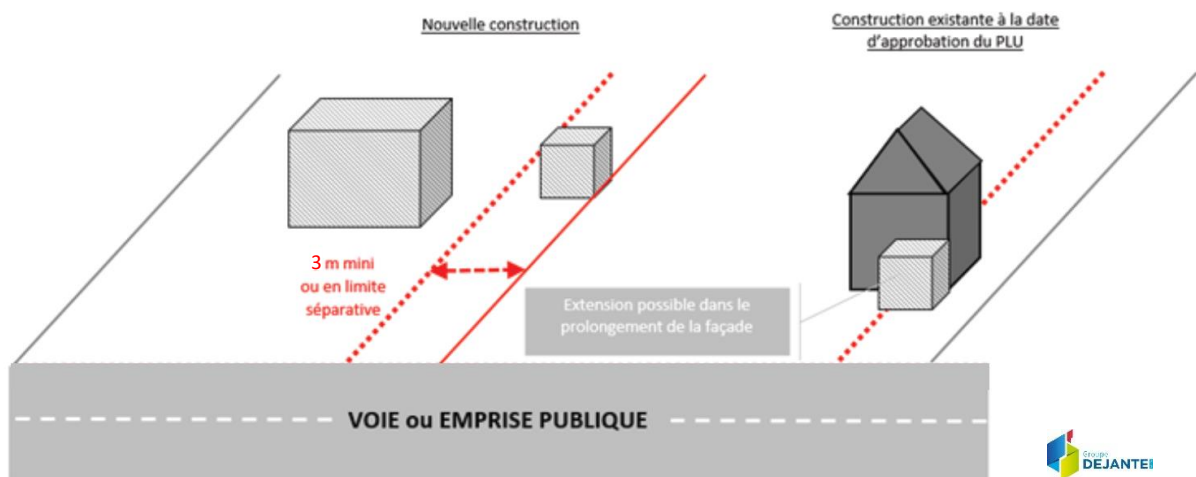 Nouvelle construction
Construction existante à la date
d'approbation du PLU
3 m mini
ou en limite
séparative
Extension possible dans le
prolongement de la façade
VOIE ou EMPRISE PUBLIQUE
Groupe
DEJANTE